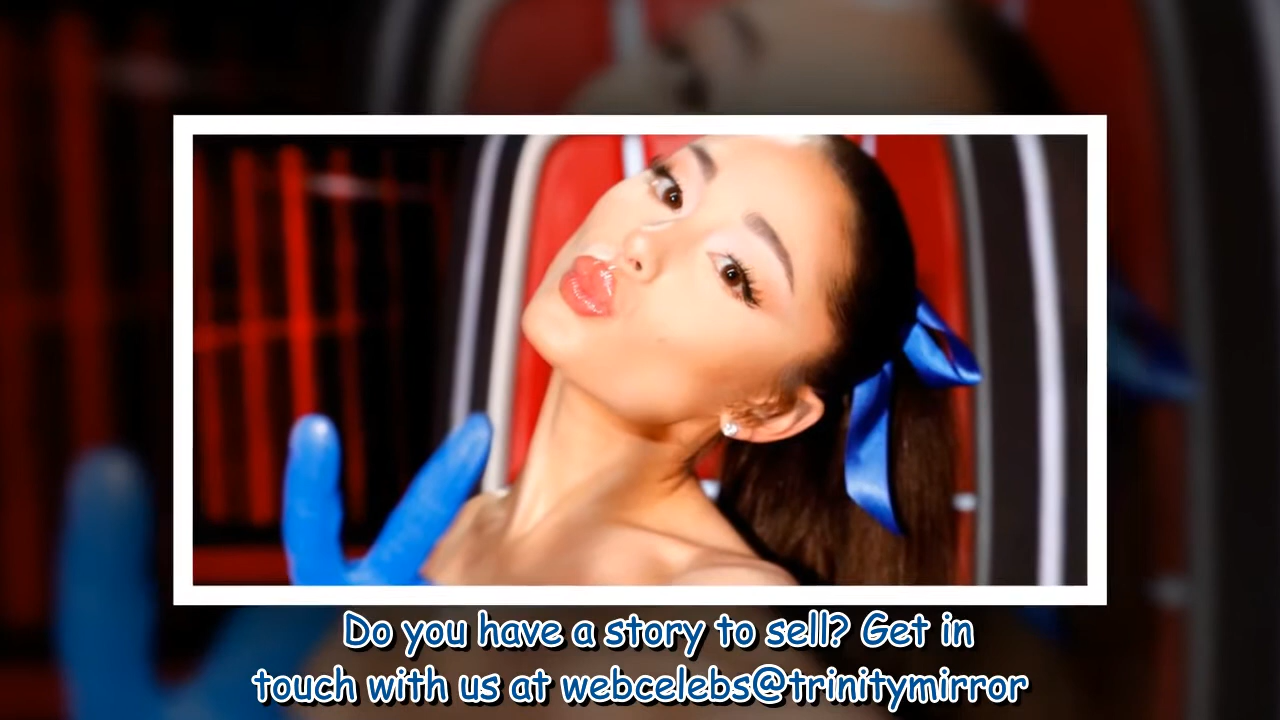 Do you have a story to sell? Get in
touch with us at webcelebs@trinitymirror